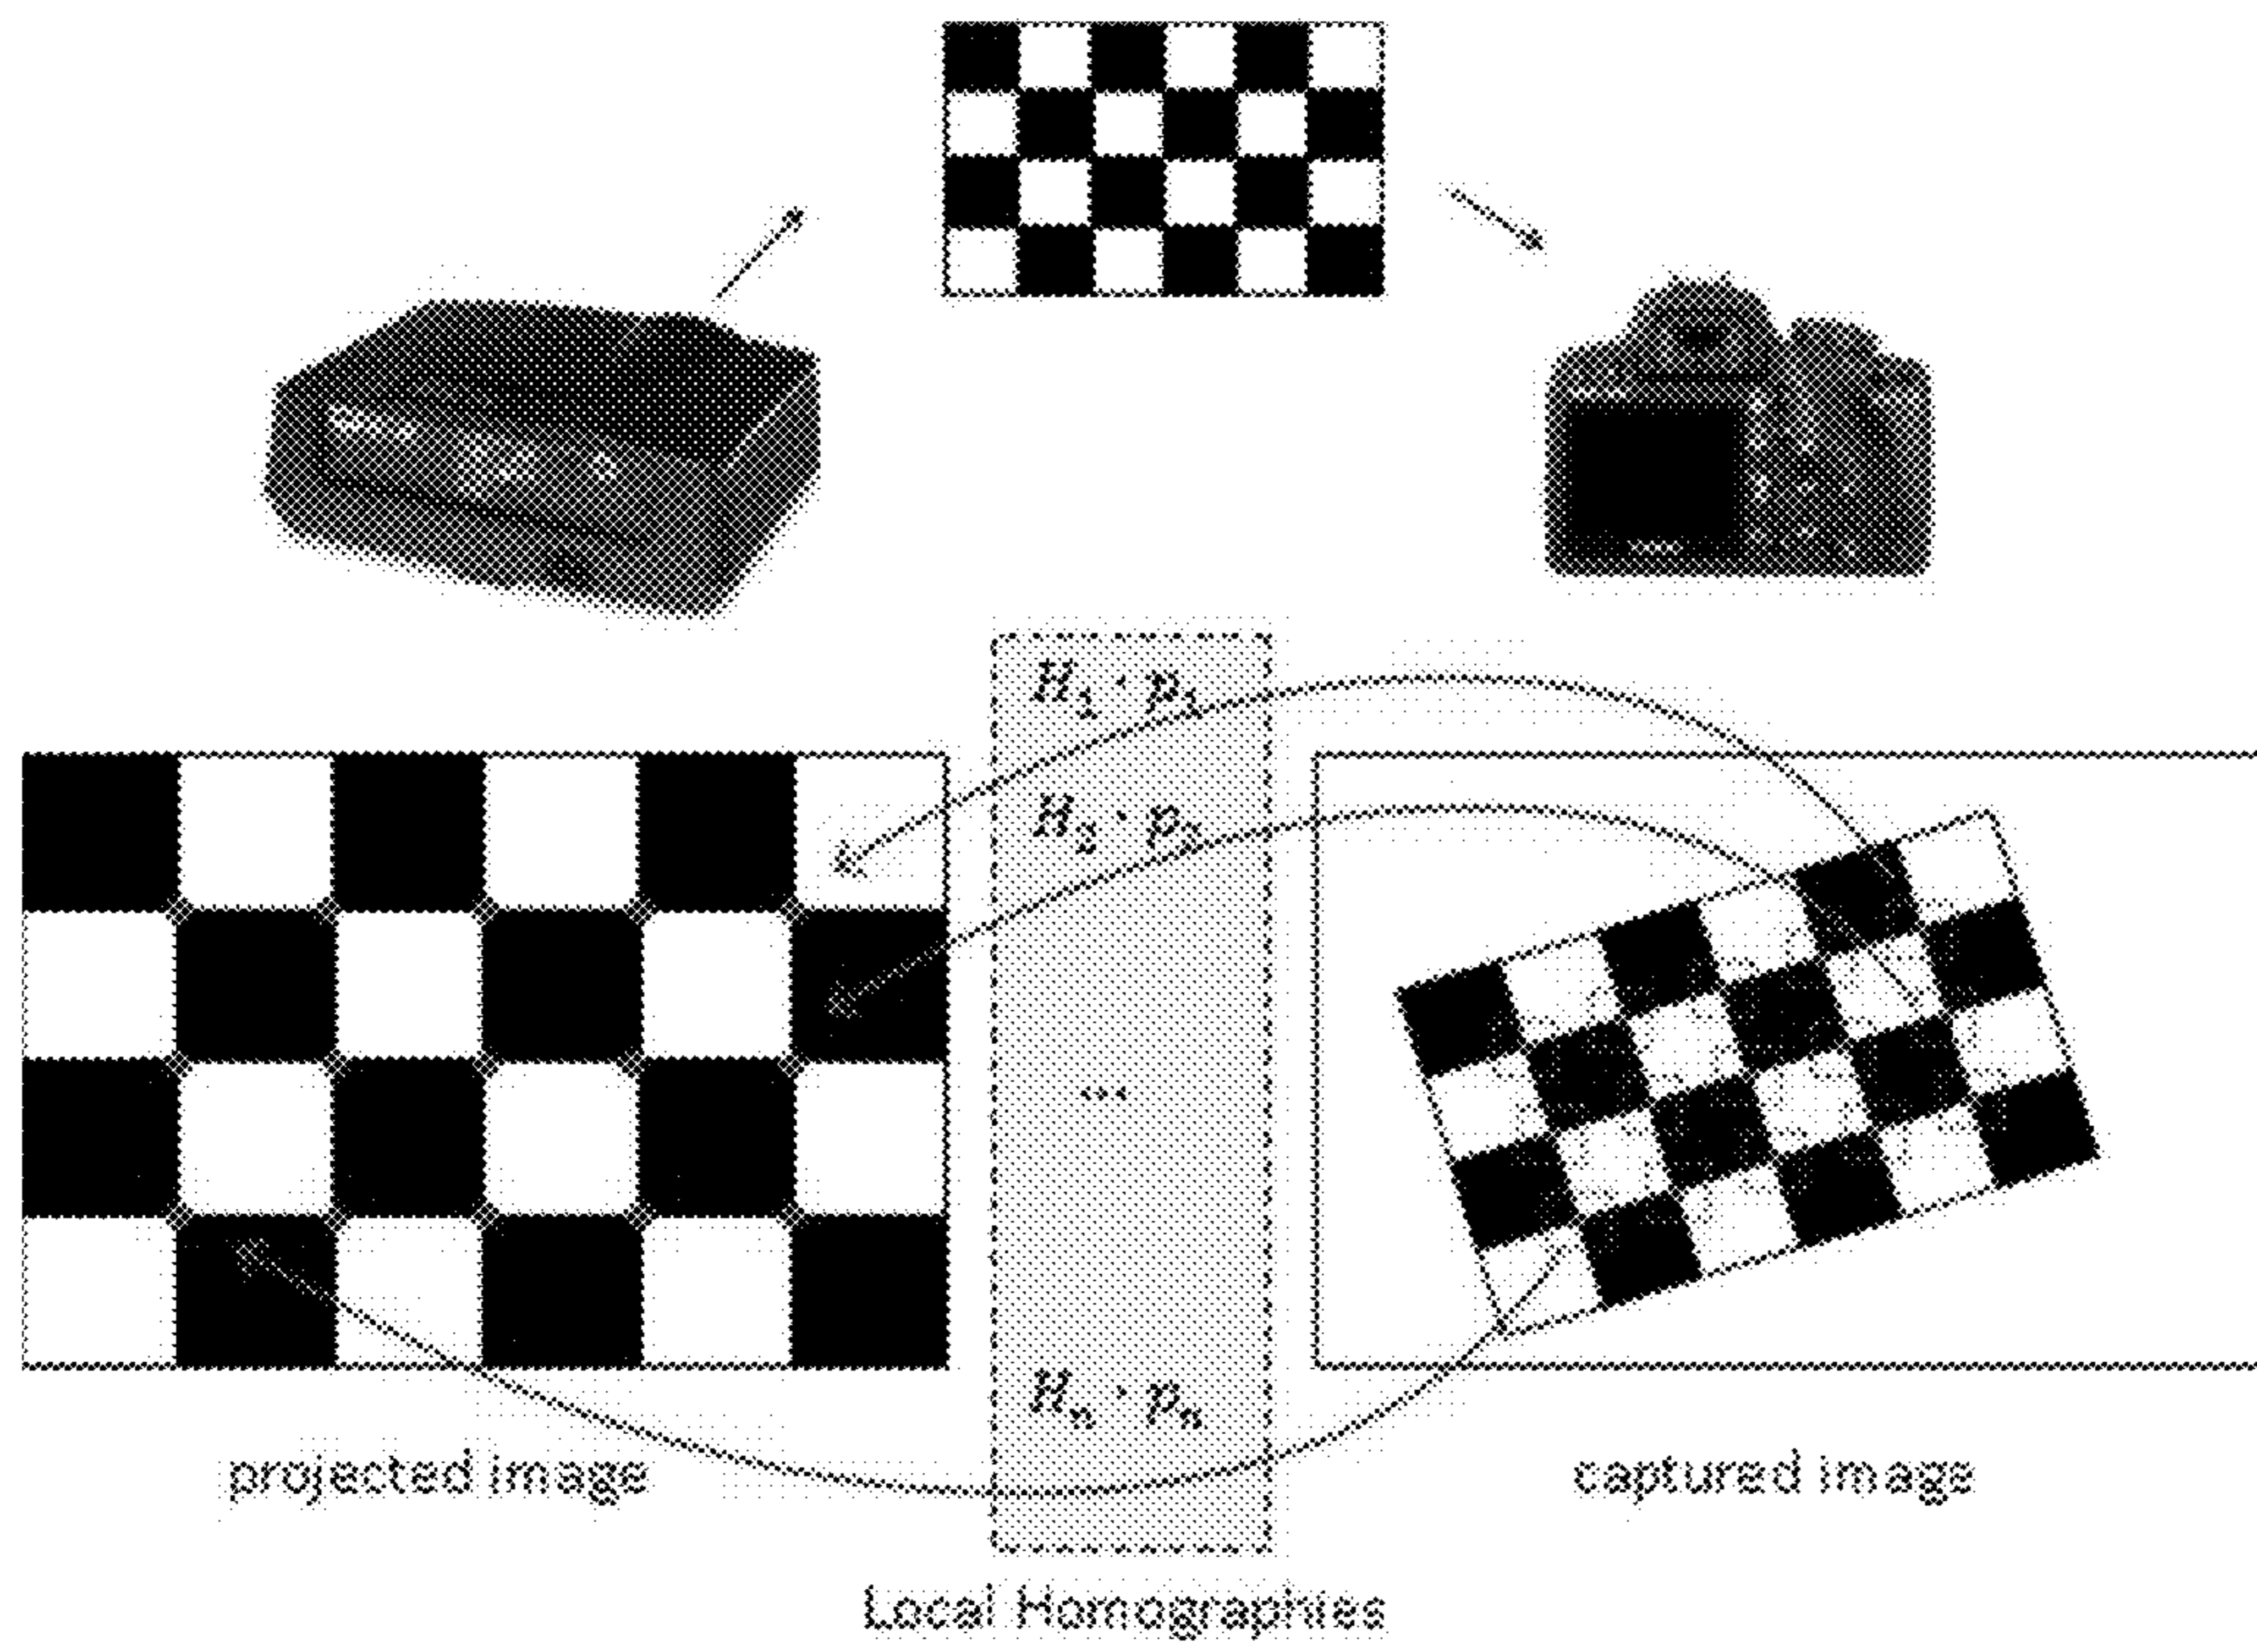 H₁ · p₁
H₂ · p₂
...
Hₙ · pₙ
projected image
captured image
Local Homographies